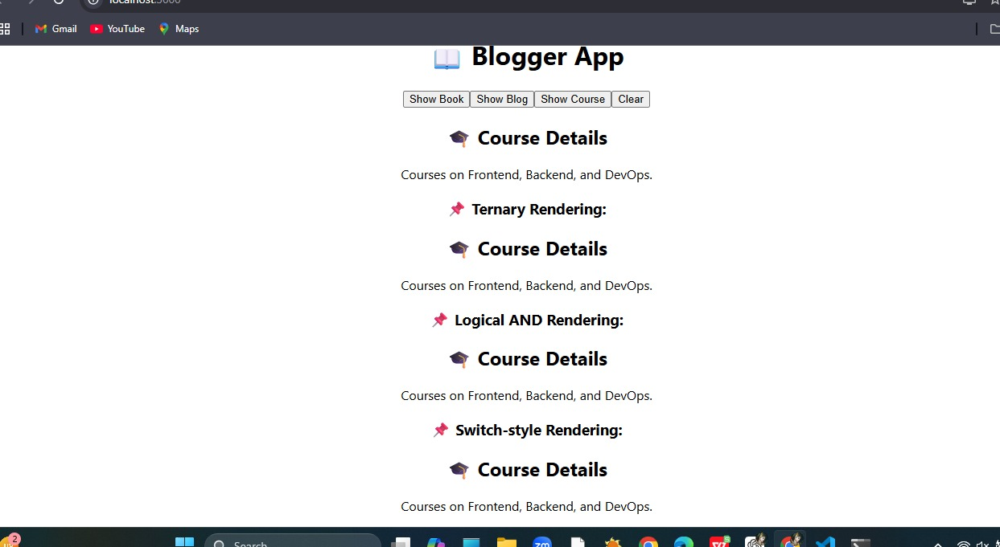 localhost:3000
Gmail YouTube Maps
Blogger App
Show Book Show Blog Show Course Clear
Course Details
Courses on Frontend, Backend, and DevOps.
Ternary Rendering:
Course Details
Courses on Frontend, Backend, and DevOps.
Logical AND Rendering:
Course Details
Courses on Frontend, Backend, and DevOps.
Switch-style Rendering:
Course Details
Courses on Frontend, Backend, and DevOps.
2
Search
zm